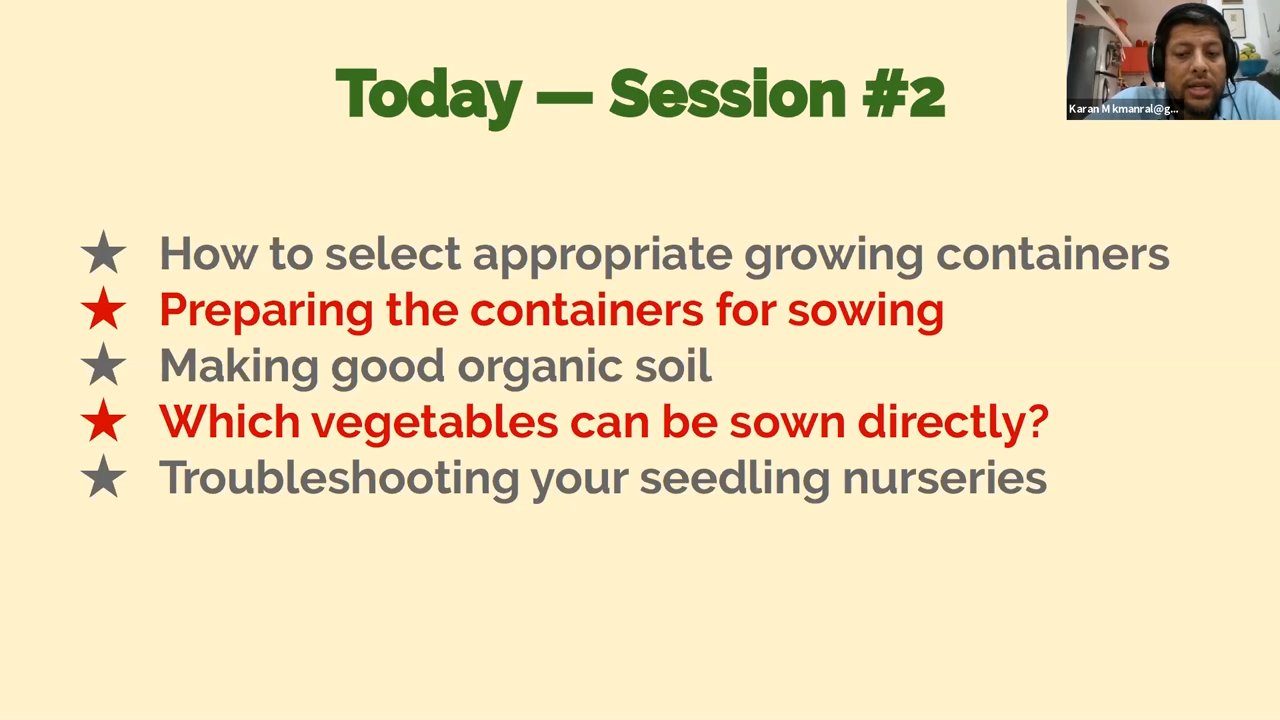 Today — Session #2
Karan M kmanral@g...
★ How to select appropriate growing containers
★ Preparing the containers for sowing
★ Making good organic soil
★ Which vegetables can be sown directly?
★ Troubleshooting your seedling nurseries